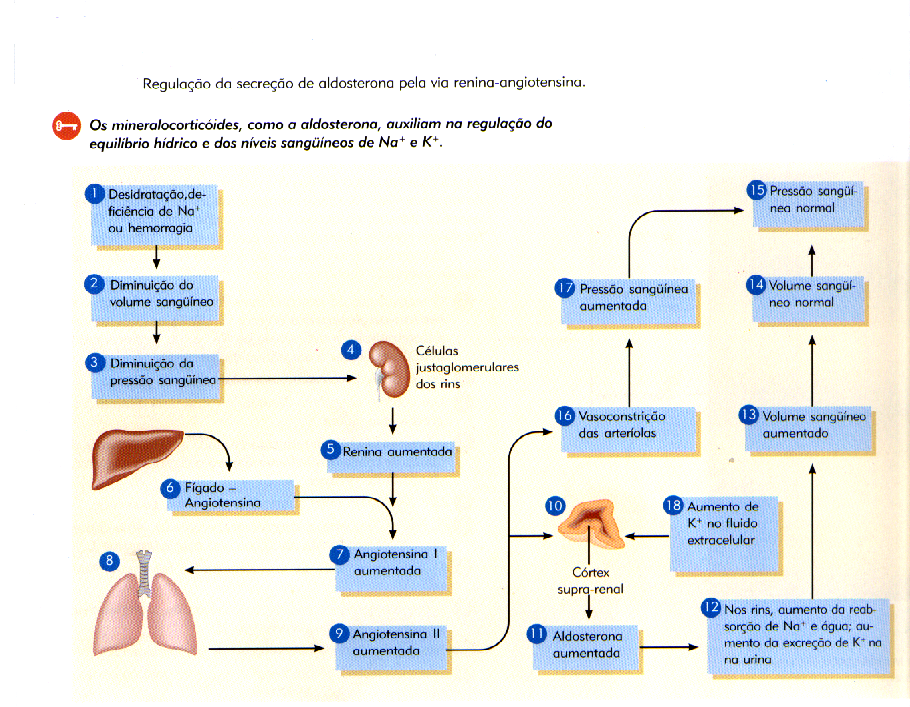 Regulação da secreção de aldosterona pela via renina-angiotensina.
Os mineralocorticóides, como a aldosterona, auxiliam na regulação do
equilíbrio hídrico e dos níveis sangüíneos de Na⁺ e K⁺.
1 Desidratação,de-
ficiência de Na⁺
ou hemorragia
2 Diminuição do
volume sangüíneo
3 Diminuição da
pressão sangüínea
4 Células
justaglomerulares
dos rins
5 Renina aumentada
6 Fígado –
Angiotensina
7 Angiotensina I
aumentada
8
9 Angiotensina II
aumentada
10
Córtex
supra-renal
11 Aldosterona
aumentada
12 Nos rins, aumento da reab-
sorção de Na⁺ e água; au-
mento da excreção de K⁺ na
na urina
13 Volume sangüíneo
aumentado
14 Volume sangüí-
neo normal
15 Pressão sangüí-
nea normal
16 Vasoconstrição
das arteríolas
17 Pressão sangüínea
aumentada
18 Aumento de
K⁺ no fluido
extracelular